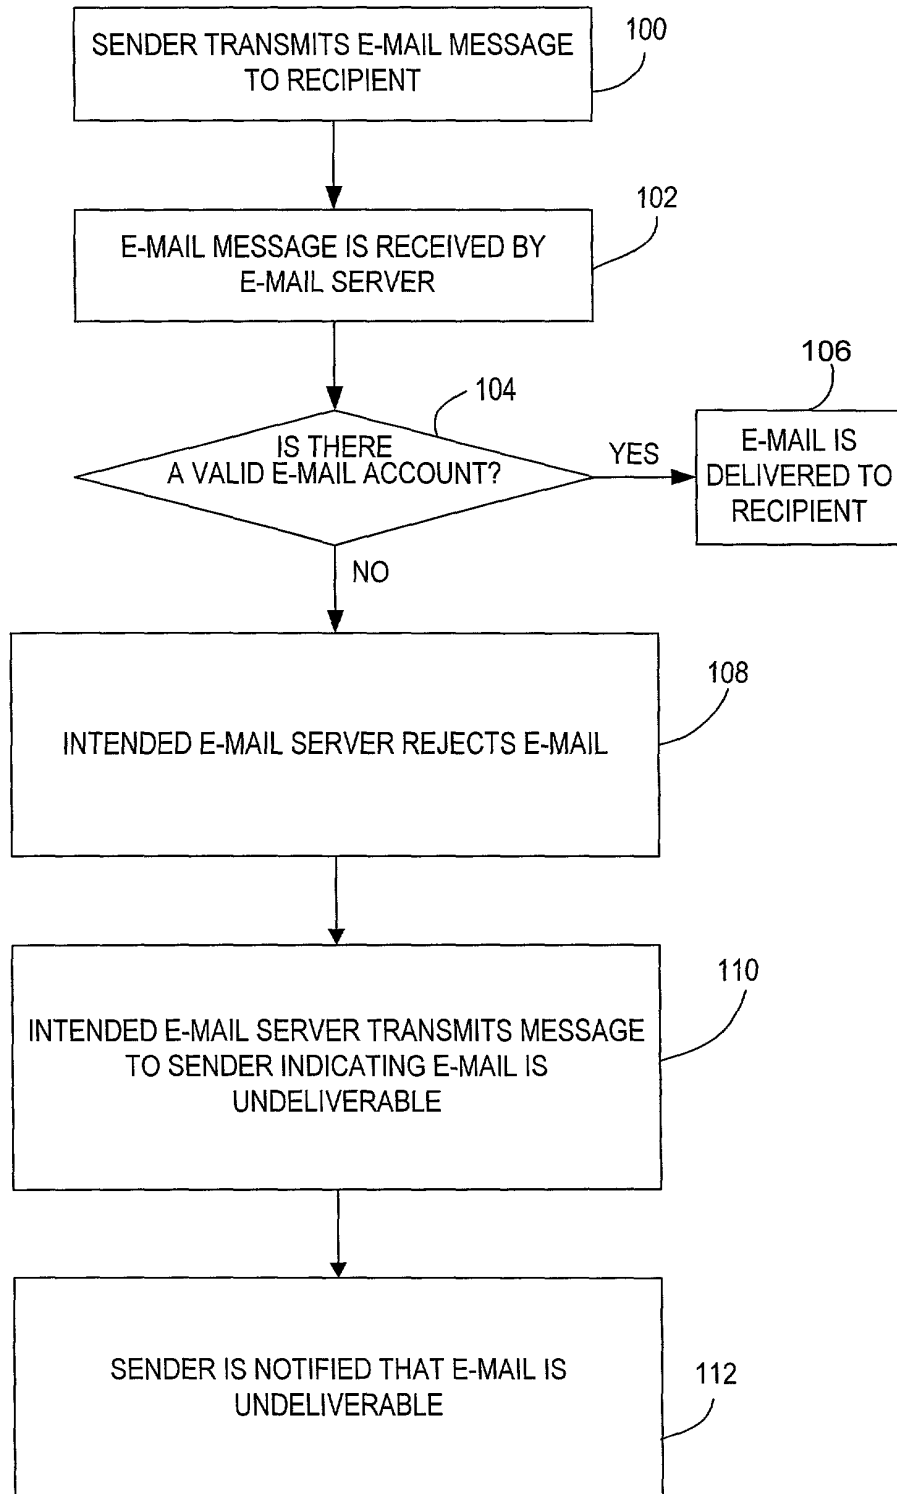 SENDER TRANSMITS E-MAIL MESSAGE
TO RECIPIENT
100
E-MAIL MESSAGE IS RECEIVED BY
E-MAIL SERVER
102
IS THERE
A VALID E-MAIL ACCOUNT?
104
YES
106
E-MAIL IS
DELIVERED TO
RECIPIENT
NO
INTENDED E-MAIL SERVER REJECTS E-MAIL
108
INTENDED E-MAIL SERVER TRANSMITS MESSAGE
TO SENDER INDICATING E-MAIL IS
UNDELIVERABLE
110
SENDER IS NOTIFIED THAT E-MAIL IS
UNDELIVERABLE
112